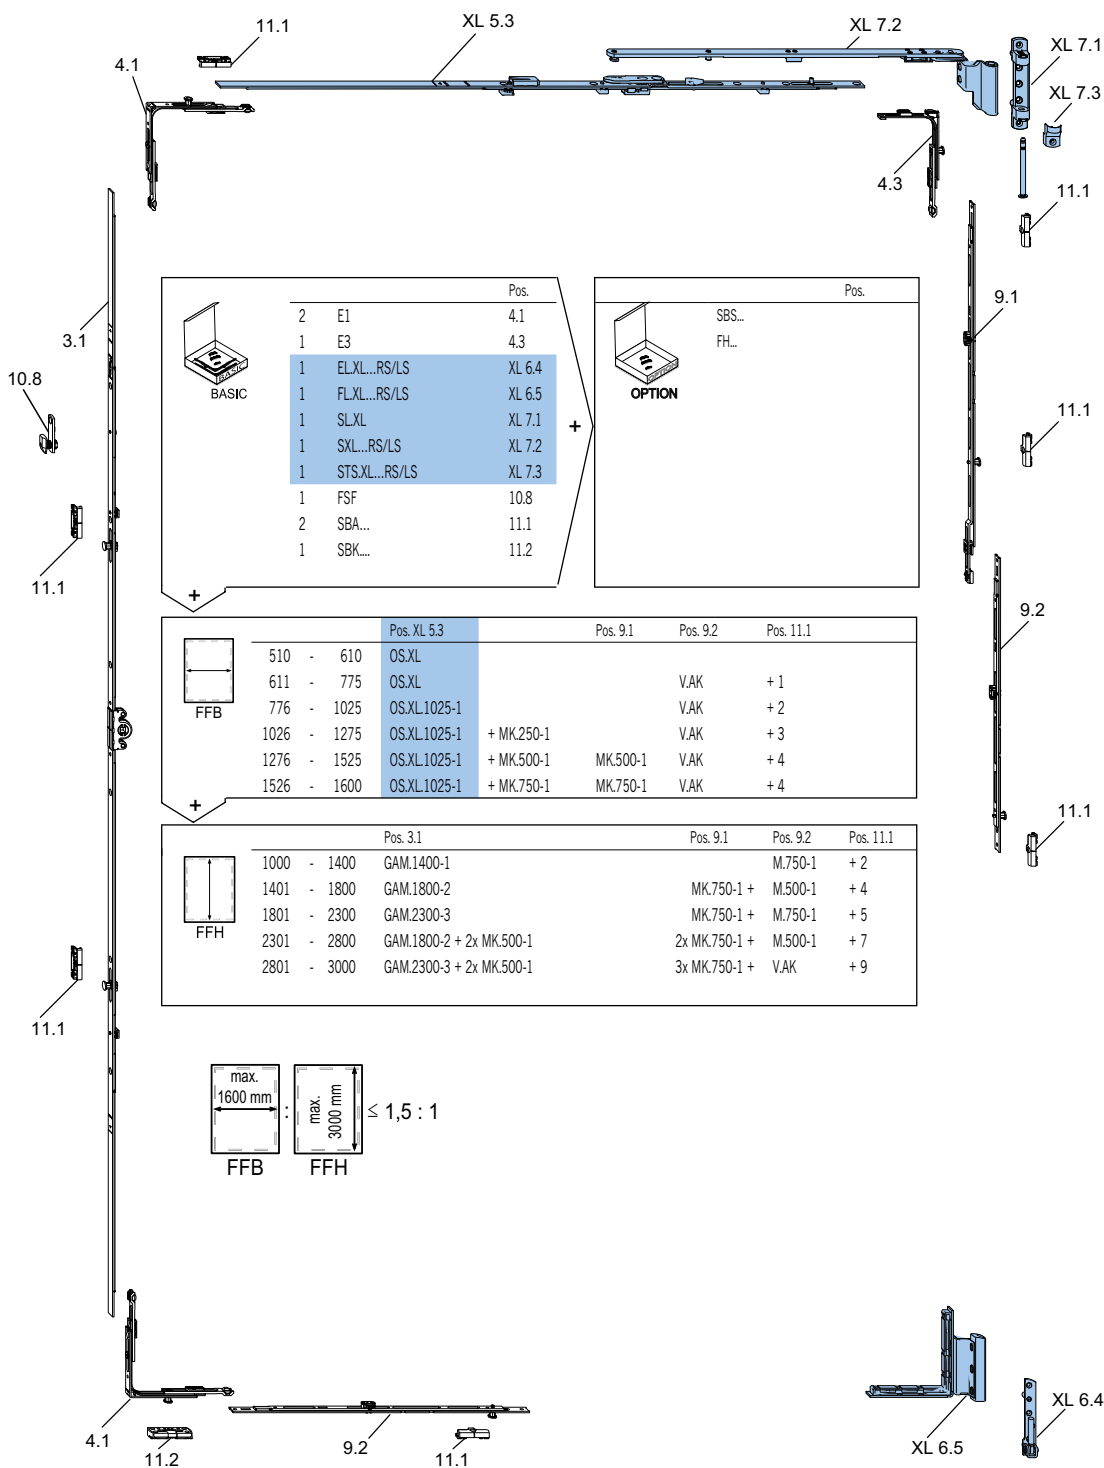 11.1
XL 5.3
XL 7.2
XL 7.1
4.1
XL 7.3
4.3
11.1
3.1
9.1
10.8
11.1
11.1
9.2
11.1
11.1
BASIC
Pos.
2 E1 4.1
1 E3 4.3
1 EL.XL...RS/LS XL 6.4
1 FL.XL...RS/LS XL 6.5
1 SL.XL XL 7.1
1 SXL...RS/LS XL 7.2
1 STS.XL...RS/LS XL 7.3
1 FSF 10.8
2 SBA... 11.1
1 SBK.... 11.2
+
Pos.
SBS...
FH...
OPTION
+
Pos. XL 5.3 Pos. 9.1 Pos. 9.2 Pos. 11.1
510 - 610 OS.XL
611 - 775 OS.XL V.AK + 1
776 - 1025 OS.XL.1025-1 V.AK + 2
1026 - 1275 OS.XL.1025-1 + MK.250-1 V.AK + 3
1276 - 1525 OS.XL.1025-1 + MK.500-1 MK.500-1 V.AK + 4
1526 - 1600 OS.XL.1025-1 + MK.750-1 MK.750-1 V.AK + 4
FFB
+
Pos. 3.1 Pos. 9.1 Pos. 9.2 Pos. 11.1
1000 - 1400 GAM.1400-1 M.750-1 + 2
1401 - 1800 GAM.1800-2 MK.750-1 + M.500-1 + 4
1801 - 2300 GAM.2300-3 MK.750-1 + M.750-1 + 5
2301 - 2800 GAM.1800-2 + 2x MK.500-1 2x MK.750-1 + M.500-1 + 7
2801 - 3000 GAM.2300-3 + 2x MK.500-1 3x MK.750-1 + V.AK + 9
FFH
max.
1600 mm
:
max.
3000 mm
≤ 1,5 : 1
FFB FFH
4.1
11.2
9.2
11.1
XL 6.5
XL 6.4